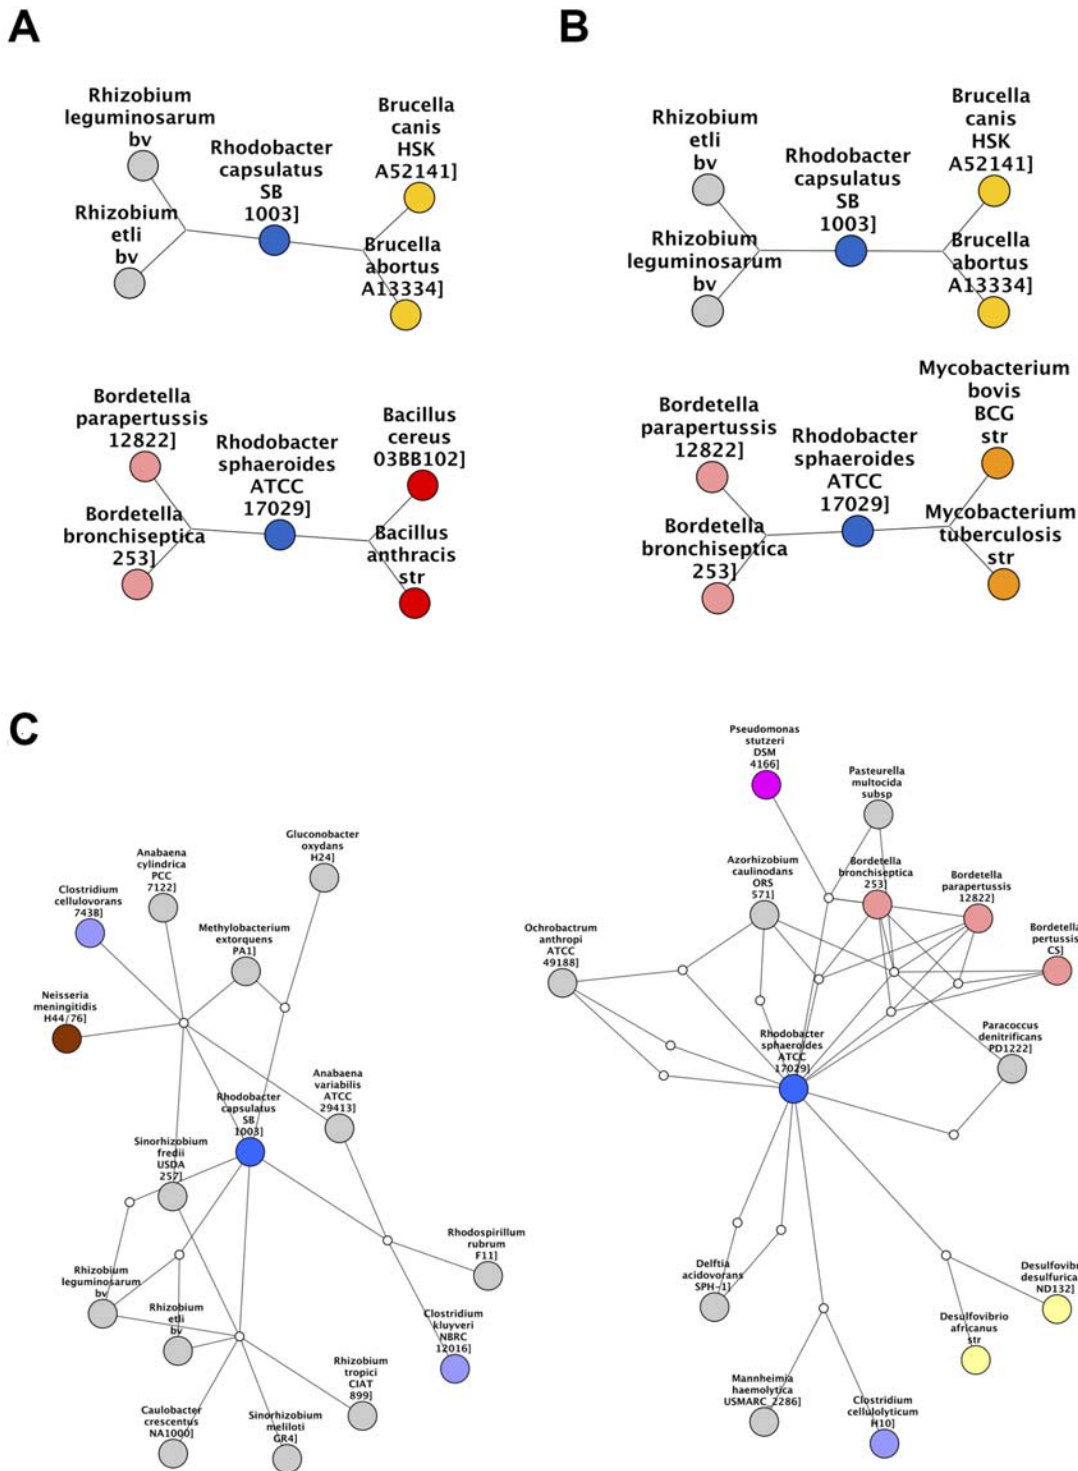 A
Rhizobium
leguminosarum
bv
Rhizobium
etli
bv
Rhodobacter
capsulatus
SB
1003]
Brucella
canis
HSK
A52141]
Brucella
abortus
A13334]
Bordetella
parapertussis
12822]
Bordetella
bronchiseptica
253]
Rhodobacter
sphaeroides
ATCC
17029]
Bacillus
cereus
03BB102]
Bacillus
anthracis
str
B
Rhizobium
etli
bv
Rhizobium
leguminosarum
bv
Rhodobacter
capsulatus
SB
1003]
Brucella
canis
HSK
A52141]
Brucella
abortus
A13334]
Bordetella
parapertussis
12822]
Bordetella
bronchiseptica
253]
Rhodobacter
sphaeroides
ATCC
17029]
Mycobacterium
bovis
BCG
str
Mycobacterium
tuberculosis
str
C
Gluconobacter
oxydans
H24]
Anabaena
cylindrica
PCC
7122]
Clostridium
cellulovorans
743B]
Methylobacterium
extorquens
PA1]
Neisseria
meningitidis
H44/76]
Anabaena
variabilis
ATCC
29413]
Rhodobacter
capsulatus
SB
1003]
Sinorhizobium
fredii
USDA
257]
Rhodospirillum
rubrum
F11]
Rhizobium
leguminosarum
bv
Rhizobium
etli
bv
Clostridium
kluyveri
NBRC
12016]
Rhizobium
tropici
CIAT
899]
Caulobacter
crescentus
NA1000]
Sinorhizobium
meliloti
GR4]
Pseudomonas
stutzeri
DSM
4166]
Pasteurella
multocida
subsp
Azorhizobium
caulinodans
ORS
571]
Bordetella
bronchiseptica
253]
Bordetella
parapertussis
12822]
Bordetella
pertussis
CS]
Ochrobactrum
anthropi
ATCC
49188]
Rhodobacter
sphaeroides
ATCC
17029]
Paracoccus
denitrificans
PD1222]
Delftia
acidovorans
SPH-1]
Desulfovibri
desulfurica
ND132]
Desulfovibrio
africanus
str
Mannheimia
haemolytica
USMARC_2286]
Clostridium
cellulolyticum
H10]